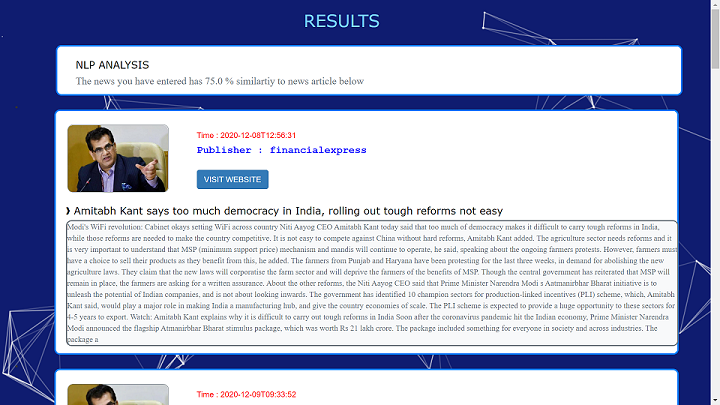 RESULTS
NLP ANALYSIS
The news you have entered has 75.0 % similartiy to news article below
Time : 2020-12-08T12:56:31
Publisher : financialexpress
VISIT WEBSITE
❯ Amitabh Kant says too much democracy in India, rolling out tough reforms not easy
Modi's WiFi revolution: Cabinet okays setting WiFi across country Niti Aayog CEO Amitabh Kant today said that too much of democracy makes it difficult to carry tough reforms in India,
while those reforms are needed to make the country competitive. It is not easy to compete against China without hard reforms, Amitabh Kant added. The agriculture sector needs reforms and it
is very important to understand that MSP (minimum support price) mechanism and mandis will continue to operate, he said, speaking about the ongoing farmers protests. However, farmers must
have a choice to sell their products as they benefit from this, he added. The farmers from Punjab and Haryana have been protesting for the last three weeks, in demand for abolishing the new
agriculture laws. They claim that the new laws will corporatise the farm sector and will deprive the farmers of the benefits of MSP. Though the central government has reiterated that MSP will
remain in place, the farmers are asking for a written assurance. About the other reforms, the Niti Aayog CEO said that Prime Minister Narendra Modi s Aatmanirbhar Bharat initiative is to
unleash the potential of Indian companies, and is not about looking inwards. The government has identified 10 champion sectors for production-linked incentives (PLI) scheme, which, Amitabh
Kant said, would play a major role in making India a manufacturing hub, and give the country economies of scale. The PLI scheme is expected to provide a huge opportunity to these sectors for
4-5 years to export. Watch: Amitabh Kant explains why it is difficult to carry out tough reforms in India Soon after the coronavirus pandemic hit the Indian economy, Prime Minister Narendra
Modi announced the flagship Atmanirbhar Bharat stimulus package, which was worth Rs 21 lakh crore. The package included something for everyone in society and across industries. The
package a
Time : 2020-12-09T09:33:52